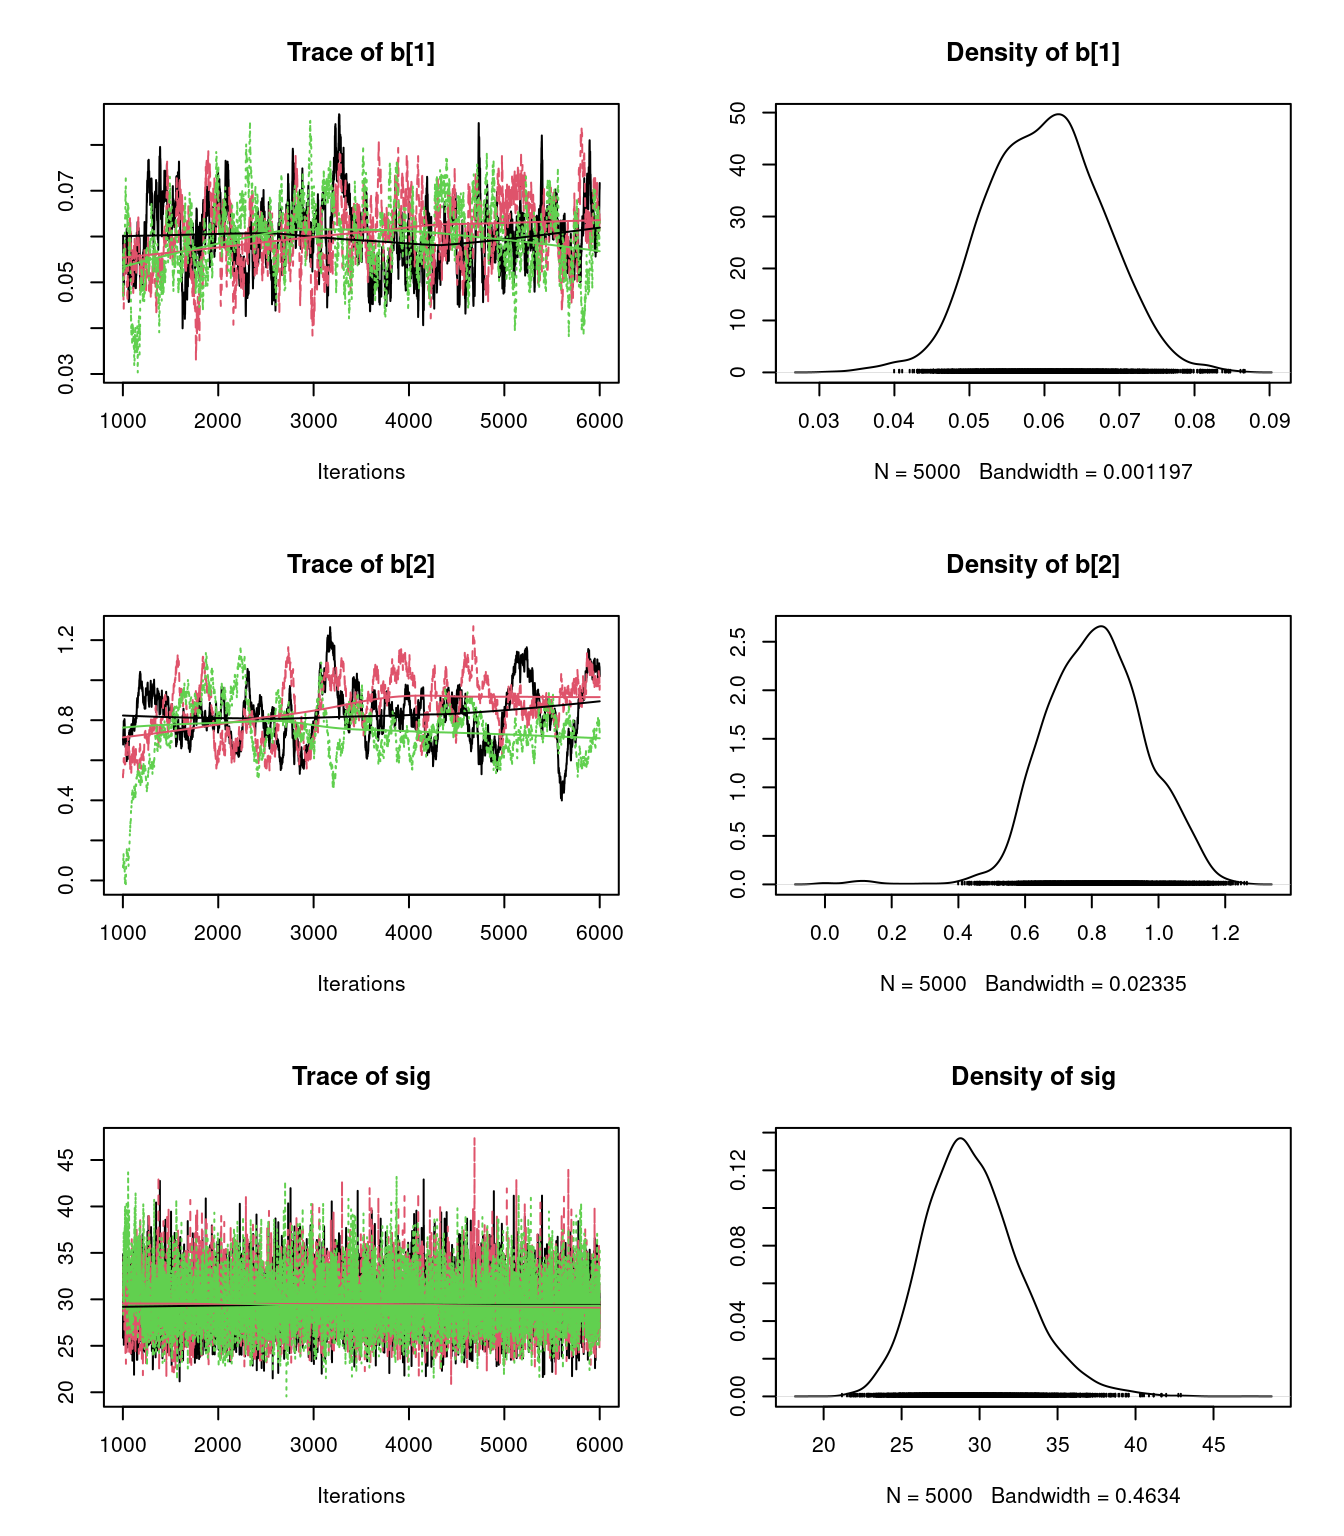 Trace of b[1]
0.03 0.05 0.07
1000 2000 3000 4000 5000 6000
Iterations
Density of b[1]
0 10 20 30 40 50
0.03 0.04 0.05 0.06 0.07 0.08 0.09
N = 5000 Bandwidth = 0.001197
Trace of b[2]
0.0 0.4 0.8 1.2
1000 2000 3000 4000 5000 6000
Iterations
Density of b[2]
0.0 0.5 1.0 1.5 2.0 2.5
0.0 0.2 0.4 0.6 0.8 1.0 1.2
N = 5000 Bandwidth = 0.02335
Trace of sig
20 25 30 35 40 45
1000 2000 3000 4000 5000 6000
Iterations
Density of sig
0.00 0.04 0.08 0.12
20 25 30 35 40 45
N = 5000 Bandwidth = 0.4634